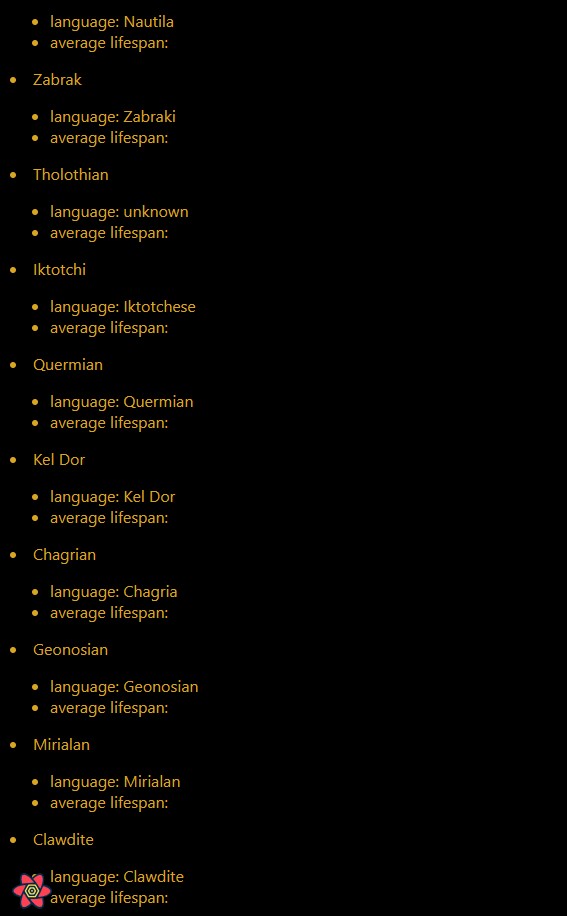 language: Nautila
average lifespan:
Zabrak
language: Zabraki
average lifespan:
Tholothian
language: unknown
average lifespan:
Iktotchi
language: Iktotchese
average lifespan:
Quermian
language: Quermian
average lifespan:
Kel Dor
language: Kel Dor
average lifespan:
Chagrian
language: Chagria
average lifespan:
Geonosian
language: Geonosian
average lifespan:
Mirialan
language: Mirialan
average lifespan:
Clawdite
language: Clawdite
average lifespan: